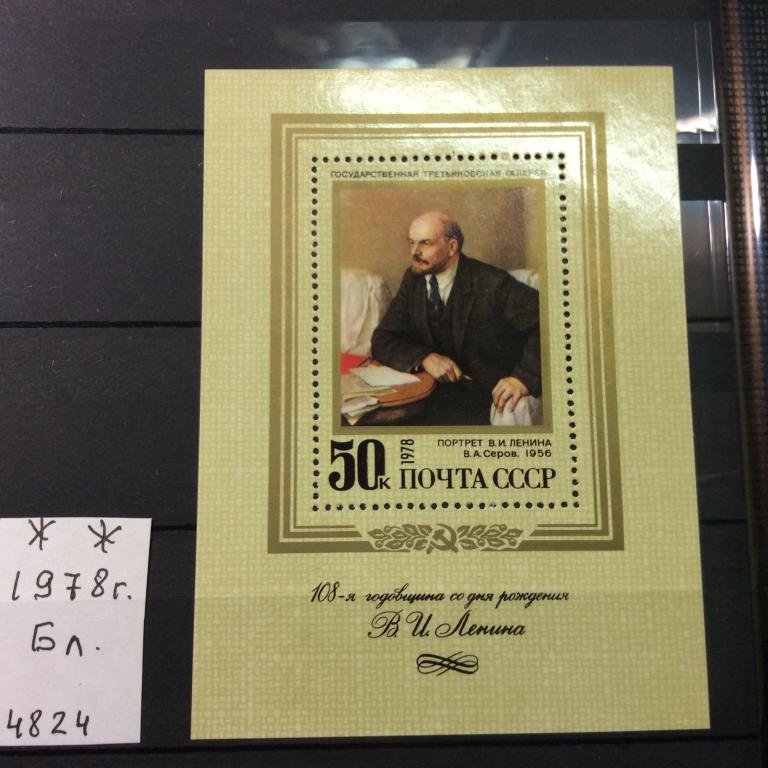 ГОСУДАРСТВЕННАЯ ТРЕТЬЯКОВСКАЯ ГАЛЕРЕЯ
ПОРТРЕТ В.И. ЛЕНИНА
В.А.Серов. 1956
50к 1978 ПОЧТА СССР
108-я годовщина со дня рождения
В. И. Ленина
* *
1978г.
Бл.
4824